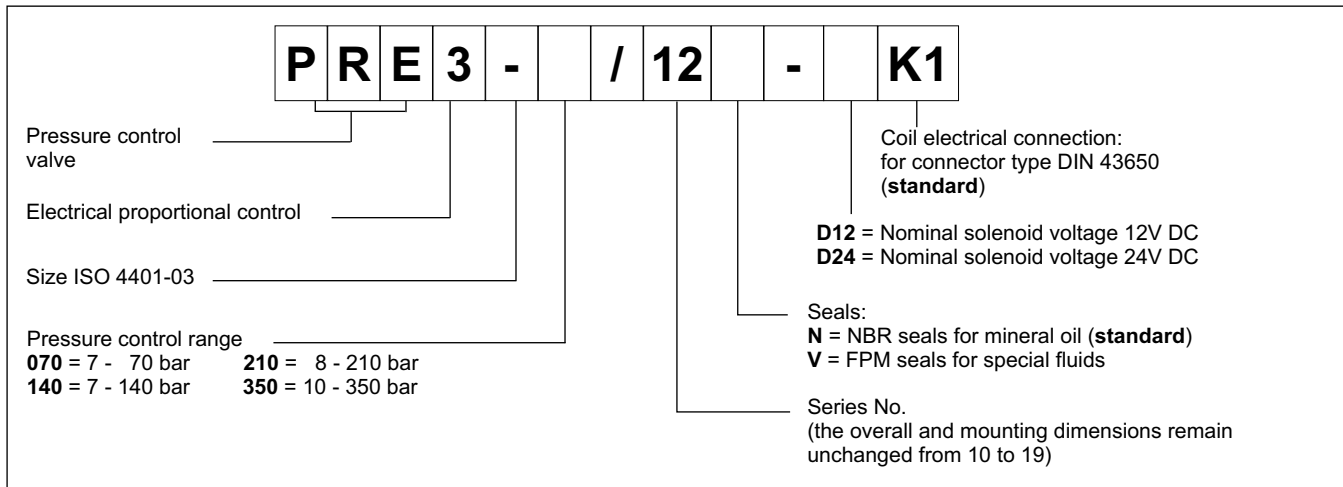 PRE3- /12 - K1
Pressure control
valve
Electrical proportional control
Size ISO 4401-03
Pressure control range
070 = 7 - 70 bar 210 = 8 - 210 bar
140 = 7 - 140 bar 350 = 10 - 350 bar
Coil electrical connection:
for connector type DIN 43650
(standard)
D12 = Nominal solenoid voltage 12V DC
D24 = Nominal solenoid voltage 24V DC
Seals:
N = NBR seals for mineral oil (standard)
V = FPM seals for special fluids
Series No.
(the overall and mounting dimensions remain
unchanged from 10 to 19)